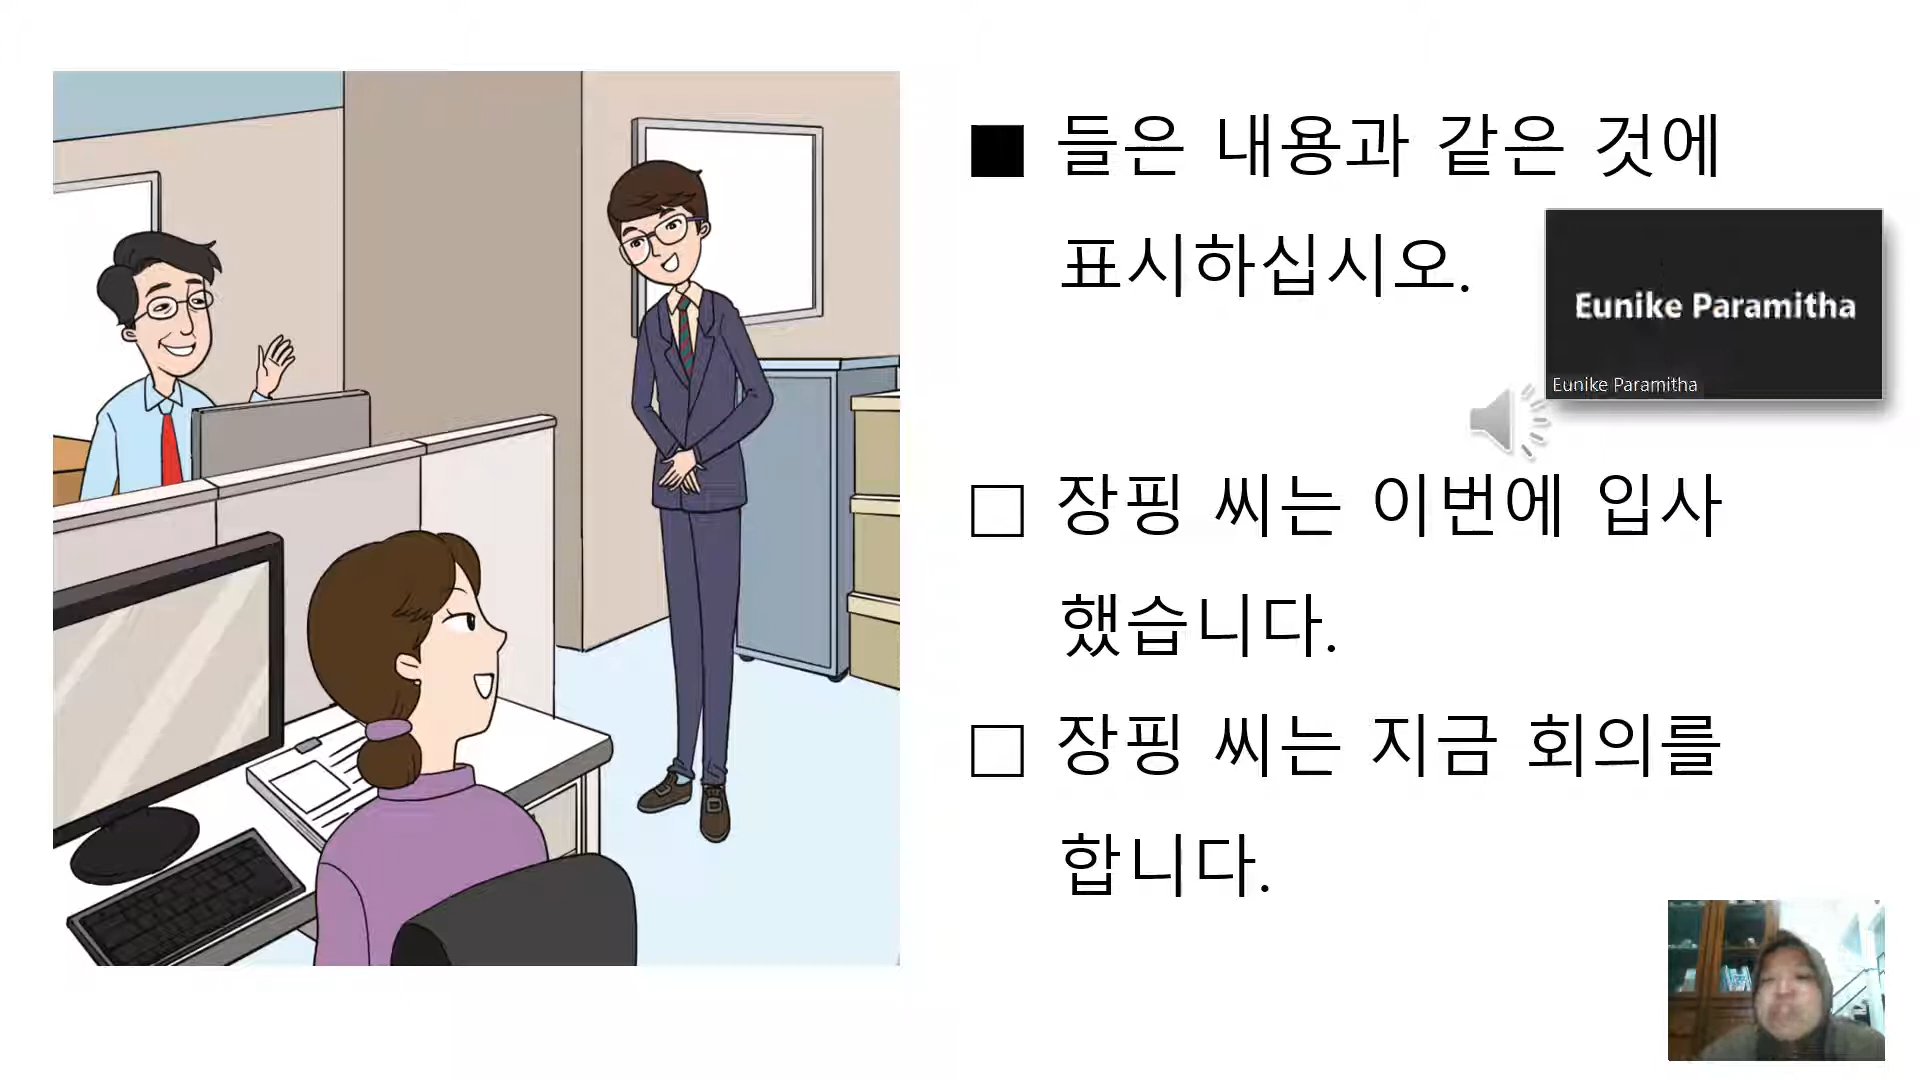 ■ 들은 내용과 같은 것에
표시하십시오.
Eunike Paramitha
Eunike Paramitha
□ 장핑 씨는 이번에 입사
했습니다.
□ 장핑 씨는 지금 회의를
합니다.